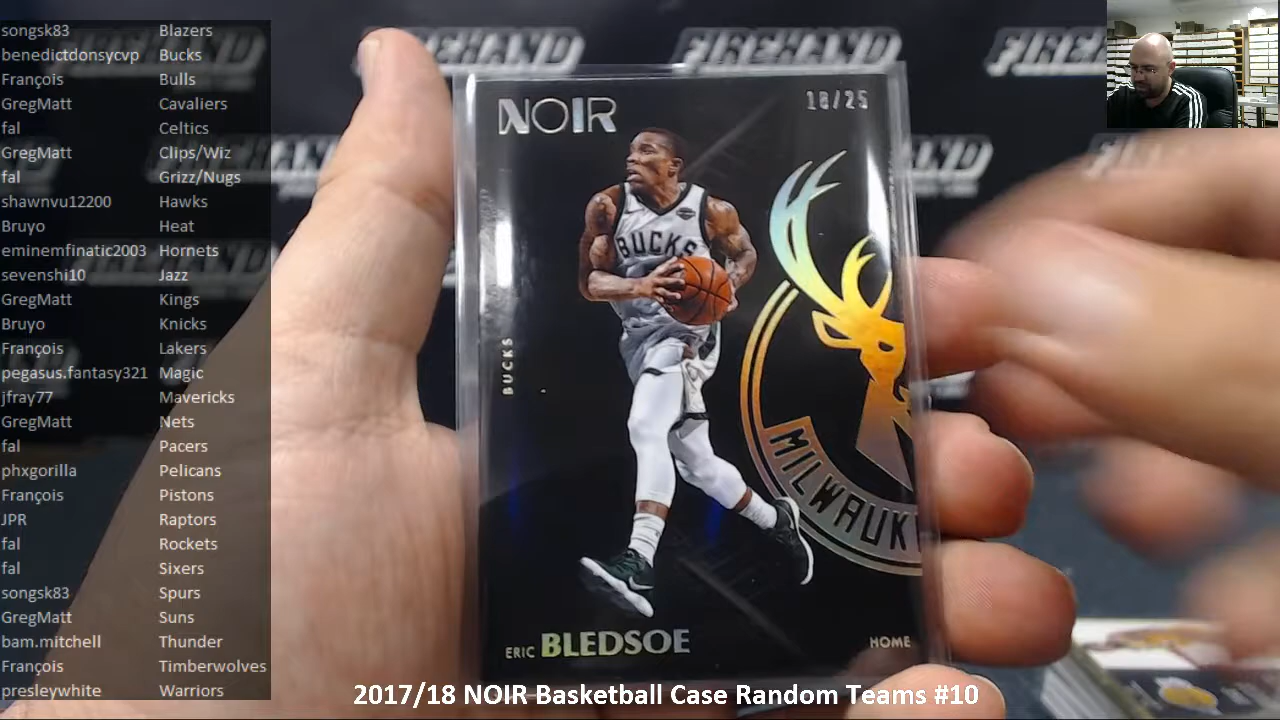 songsk83 Blazers
benedictdonsycvp Bucks
François Bulls
GregMatt Cavaliers
fal Celtics
GregMatt Clips/Wiz
fal Grizz/Nugs
shawnvu12200 Hawks
Bruyo Heat
eminemfinatic2003 Hornets
sevenshi10 Jazz
GregMatt Kings
Bruyo Knicks
François Lakers
pegasus.fantasy321 Magic
jfray77 Mavericks
GregMatt Nets
fal Pacers
phxgorilla Pelicans
François Pistons
JPR Raptors
fal Rockets
fal Sixers
songsk83 Spurs
GregMatt Suns
bam.mitchell Thunder
François Timberwolves
presleywhite Warriors
FIREHAND FIREHAND
NOIR
18/25
BUCKS
BUCKS
MILWAUK
ERIC BLEDSOE
HOME
2017/18 NOIR Basketball Case Random Teams #10